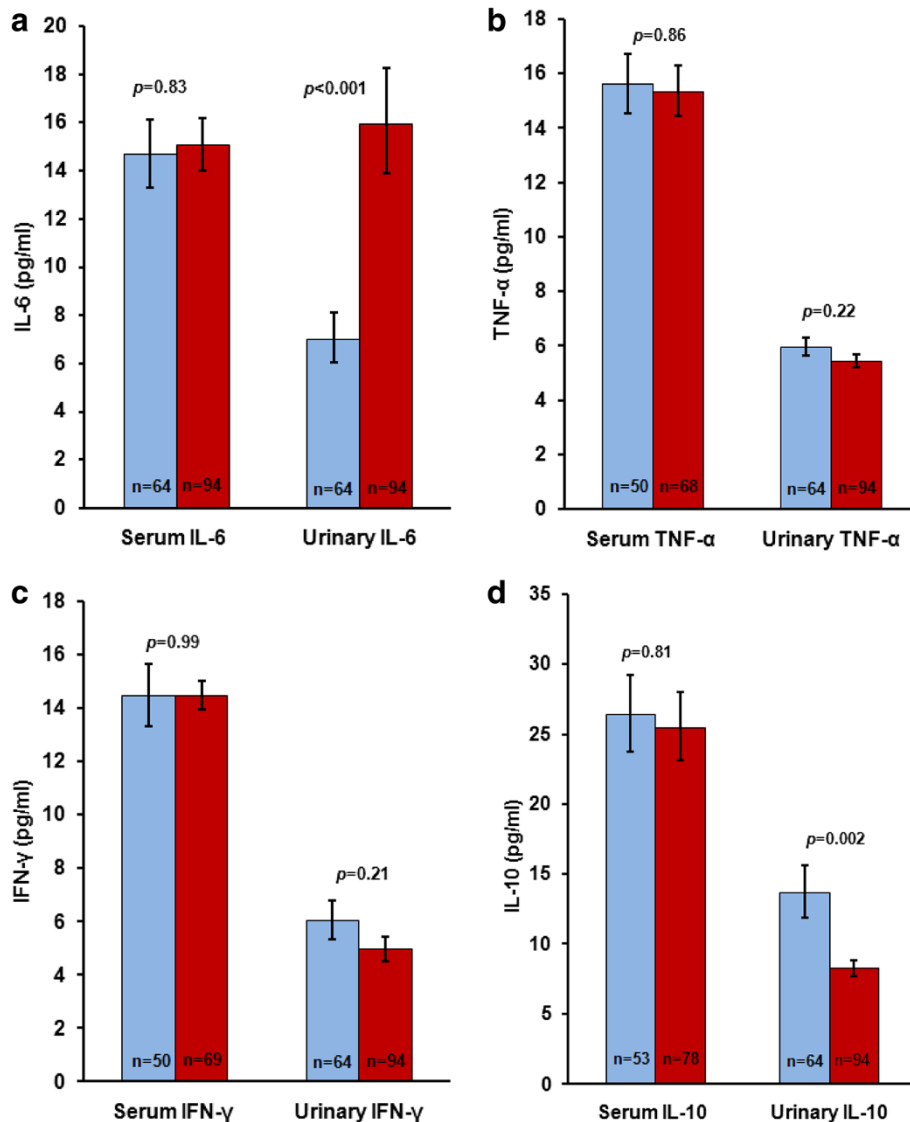 a
20
18
16
14
12
10
8
6
4
2
0
IL-6 (pg/ml)
p=0.83
p<0.001
n=64
n=94
n=64
n=94
Serum IL-6
Urinary IL-6
b
18
16
14
12
10
8
6
4
2
0
TNF-α (pg/ml)
p=0.86
p=0.22
n=50
n=68
n=64
n=94
Serum TNF-α
Urinary TNF-α
c
18
16
14
12
10
8
6
4
2
0
IFN-γ (pg/ml)
p=0.99
p=0.21
n=50
n=69
n=64
n=94
Serum IFN-γ
Urinary IFN-γ
d
35
30
25
20
15
10
5
0
IL-10 (pg/ml)
p=0.81
p=0.002
n=53
n=78
n=64
n=94
Serum IL-10
Urinary IL-10